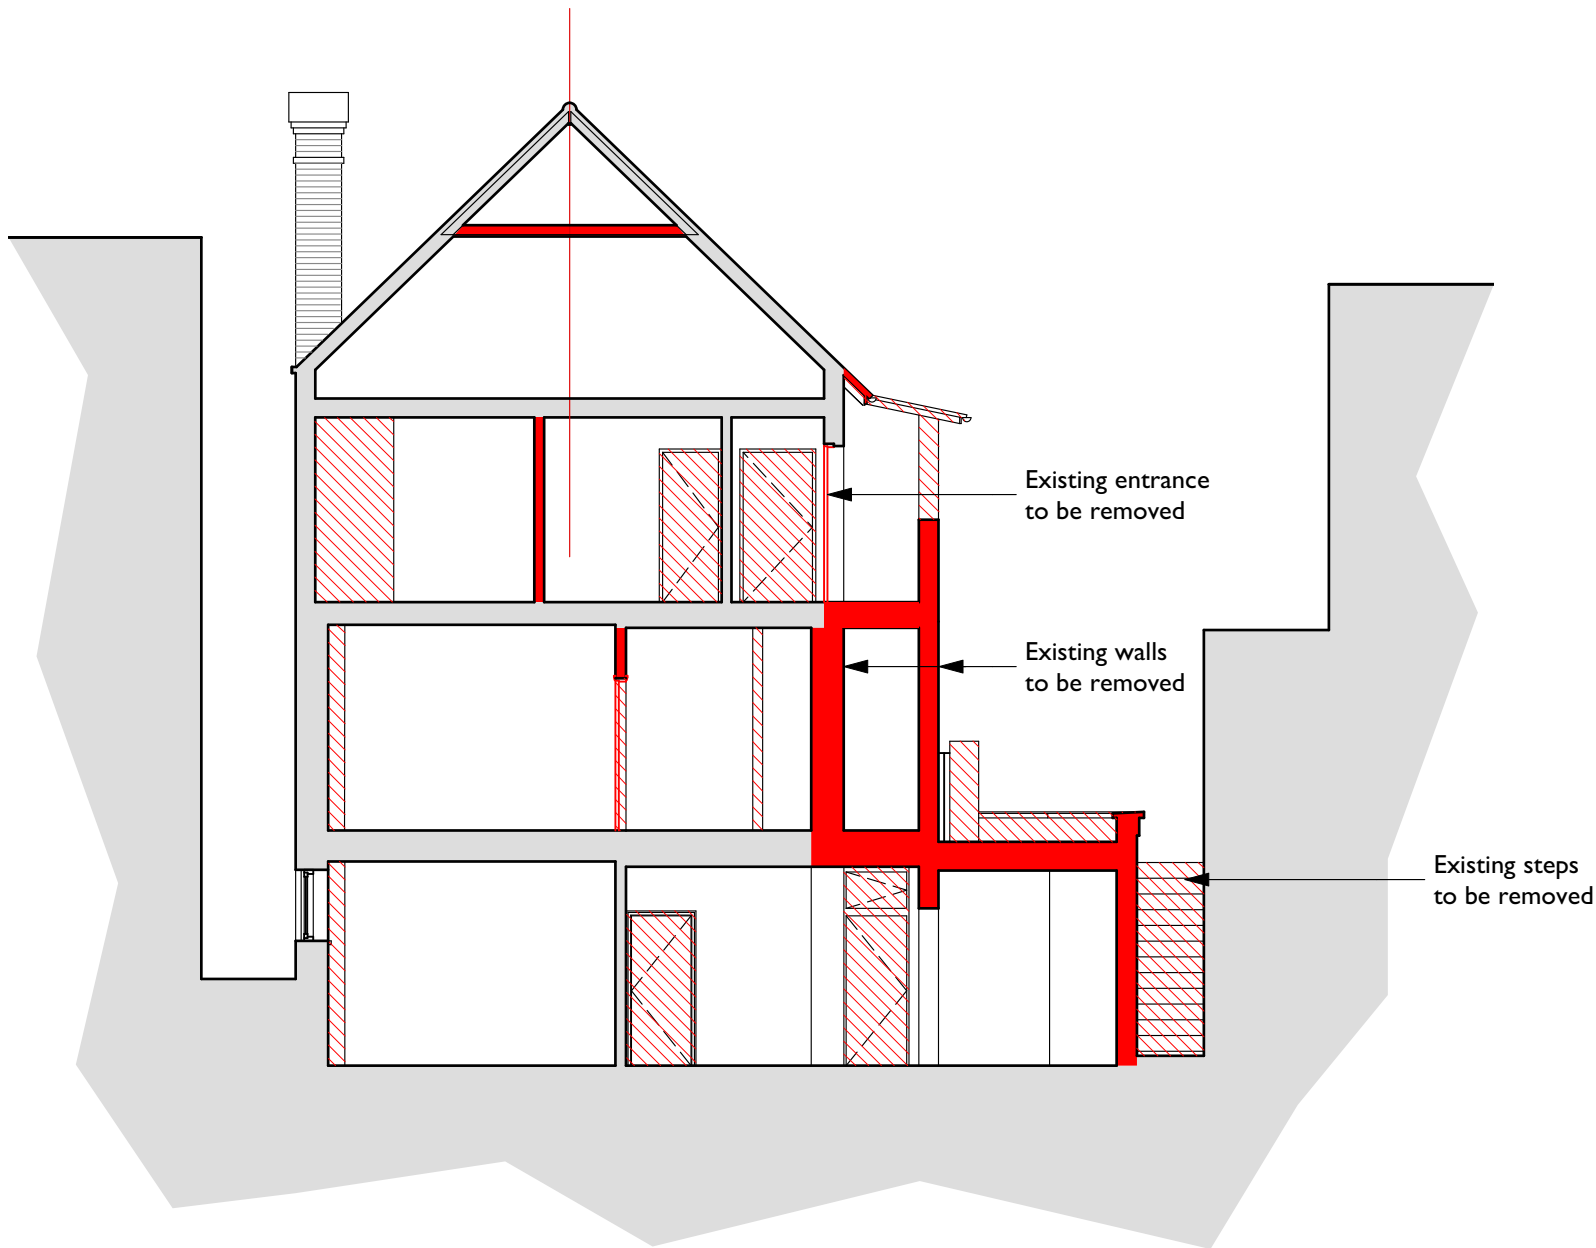 Existing entrance
to be removed
Existing walls
to be removed
Existing steps
to be removed